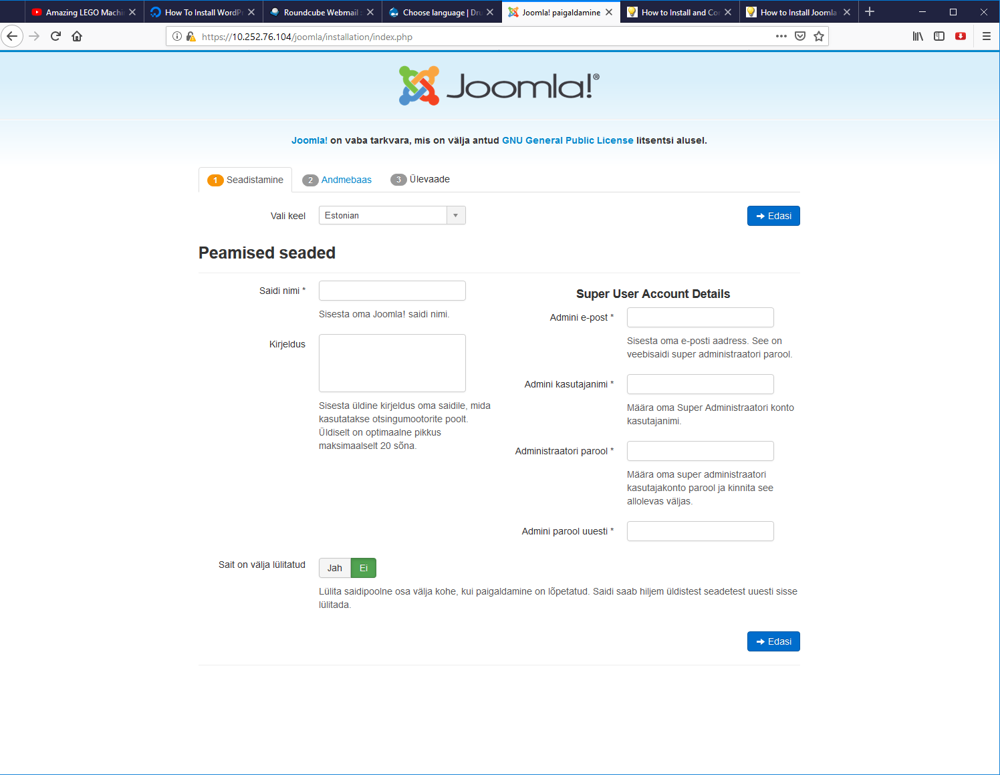 Amazing LEGO Machi
How To Install WordPr
Roundcube Webmail :
Choose language | Dru
Joomla! paigaldamine
How to Install and Co
How to Install Joomla
https://10.252.76.104/joomla/installation/index.php
Joomla!®
Joomla! on vaba tarkvara, mis on välja antud GNU General Public License litsentsi alusel.
1 Seadistamine
2 Andmebaas
3 Ülevaade
Vali keel
Estonian
Edasi
Peamised seaded
Saidi nimi *
Sisesta oma Joomla! saidi nimi.
Kirjeldus
Sisesta üldine kirjeldus oma saidile, mida
kasutatakse otsingumootorite poolt.
Üldiselt on optimaalne pikkus
maksimaalselt 20 sõna.
Super User Account Details
Admini e-post *
Sisesta oma e-posti aadress. See on
veebisaidi super administraatori parool.
Admini kasutajanimi *
Määra oma Super Administraatori konto
kasutajanimi.
Administraatori parool *
Määra oma super administraatori
kasutajakonto parool ja kinnita see
allolevas väljas.
Admini parool uuesti *
Sait on välja lülitatud
Jah
Ei
Lülita saidipoolne osa välja kohe, kui paigaldamine on lõpetatud. Saidi saab hiljem üldistest seadetest uuesti sisse
lülitada.
Edasi